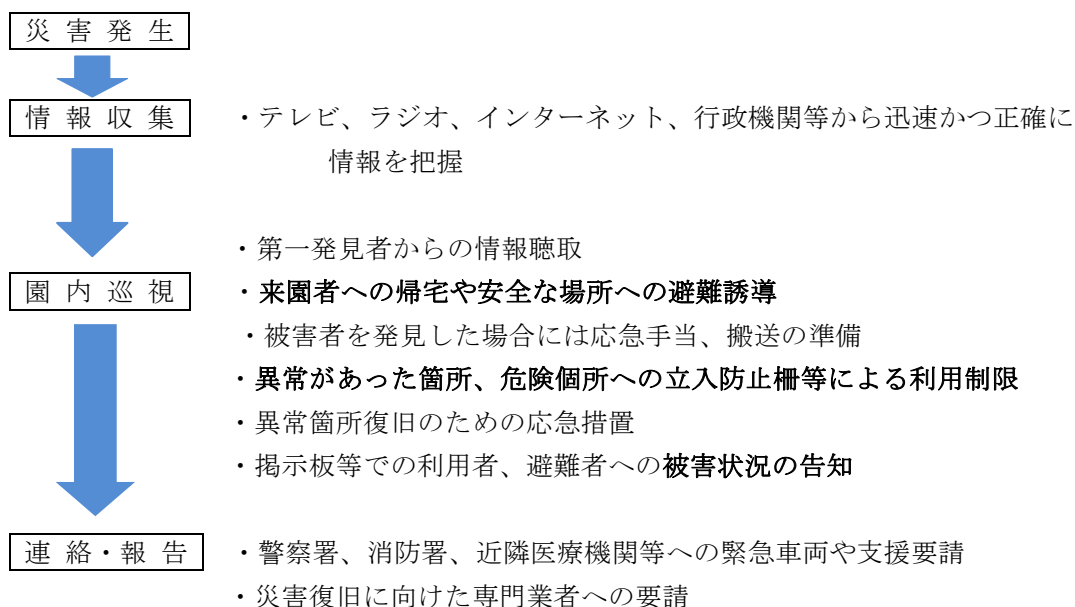 災 害 発 生
情 報 収 集 ・テレビ、ラジオ、インターネット、行政機関等から迅速かつ正確に
情報を把握
・第一発見者からの情報聴取
園 内 巡 視 ・来園者への帰宅や安全な場所への避難誘導
・被害者を発見した場合には応急手当、搬送の準備
・異常があった箇所、危険個所への立入防止柵等による利用制限
・異常箇所復旧のための応急措置
・掲示板等での利用者、避難者への被害状況の告知
連 絡・報 告 ・警察署、消防署、近隣医療機関等への緊急車両や支援要請
・災害復旧に向けた専門業者への要請